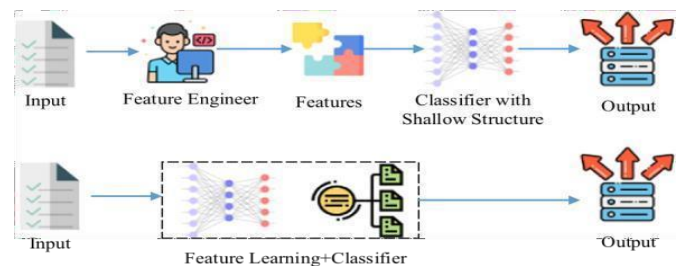 Input
Feature Engineer
Features
Classifier with
Shallow Structure
Output
Input
Feature Learning+Classifier
Output